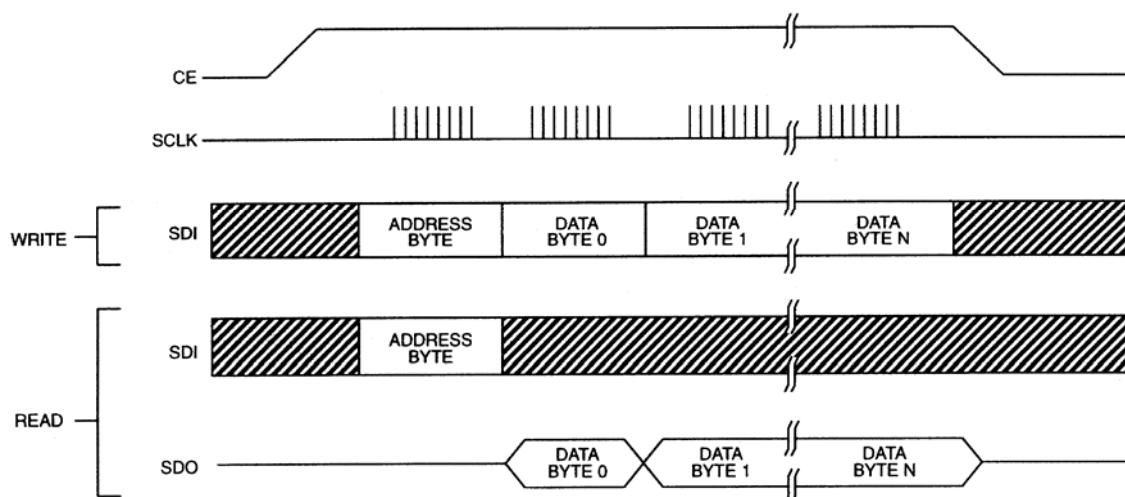 CE
SCLK
WRITE
SDI
ADDRESS
BYTE
DATA
BYTE 0
DATA
BYTE 1
DATA
BYTE N
READ
SDI
ADDRESS
BYTE
SDO
DATA
BYTE 0
DATA
BYTE 1
DATA
BYTE N